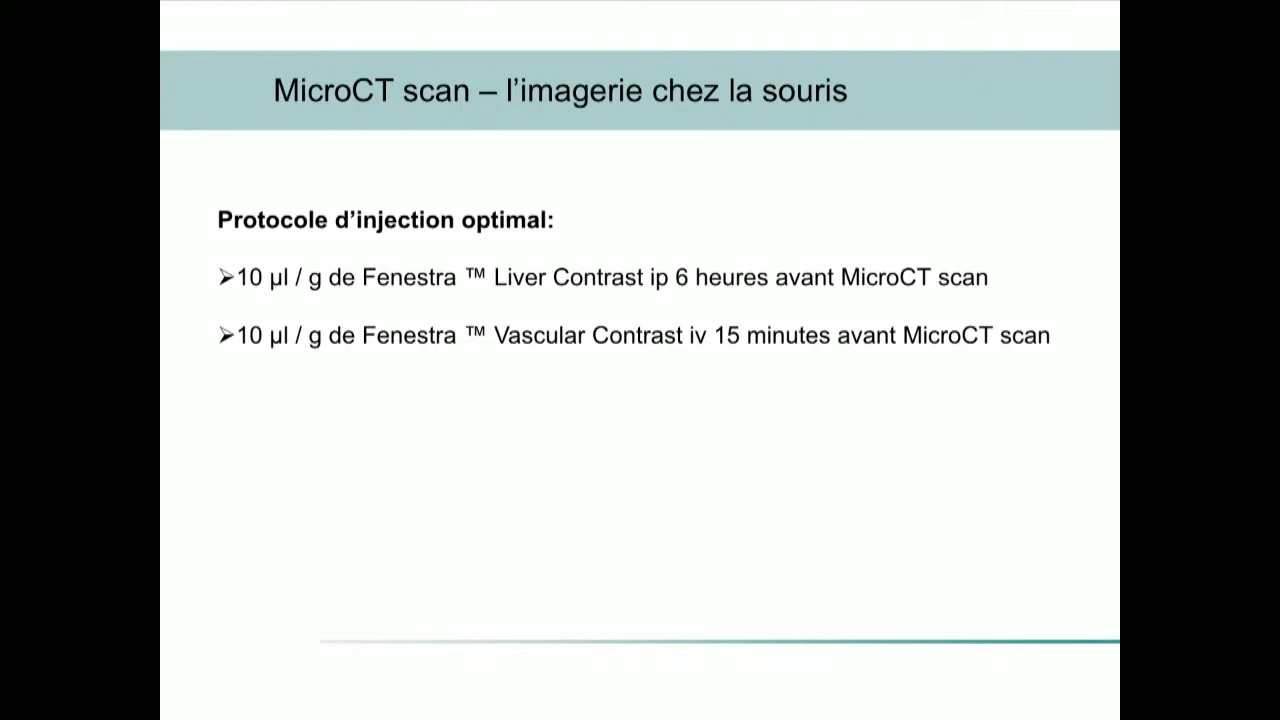 MicroCT scan – l’imagerie chez la souris
Protocole d’injection optimal:
➢10 µl / g de Fenestra ™ Liver Contrast ip 6 heures avant MicroCT scan
➢10 µl / g de Fenestra ™ Vascular Contrast iv 15 minutes avant MicroCT scan